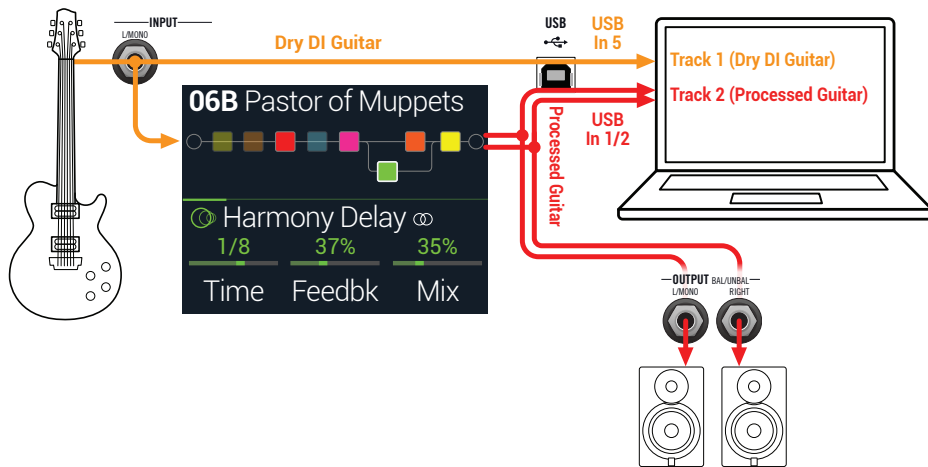 INPUT
L/MONO
Dry DI Guitar
USB
USB
In 5
Track 1 (Dry DI Guitar)
Track 2 (Processed Guitar)
USB
In 1/2
Processed Guitar
06B Pastor of Muppets
Harmony Delay
1/8 37% 35%
Time Feedbk Mix
OUTPUT BAL/UNBAL
L/MONO RIGHT